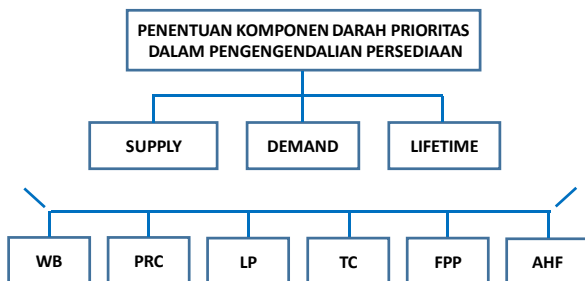 PENENTUAN KOMPONEN DARAH PRIORITAS
DALAM PENGENGENDALIAN PERSEDIAAN
SUPPLY
DEMAND
LIFETIME
WB
PRC
LP
TC
FPP
AHF